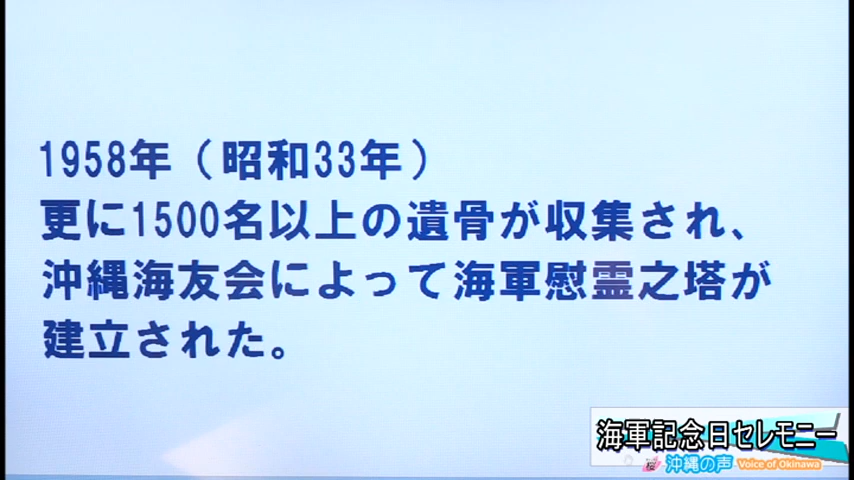 1958年（昭和33年）
更に1500名以上の遺骨が収集され、
沖縄海友会によって海軍慰霊之塔が
建立された。
海軍記念日セレモニー
沖縄の声 Voice of Okinawa